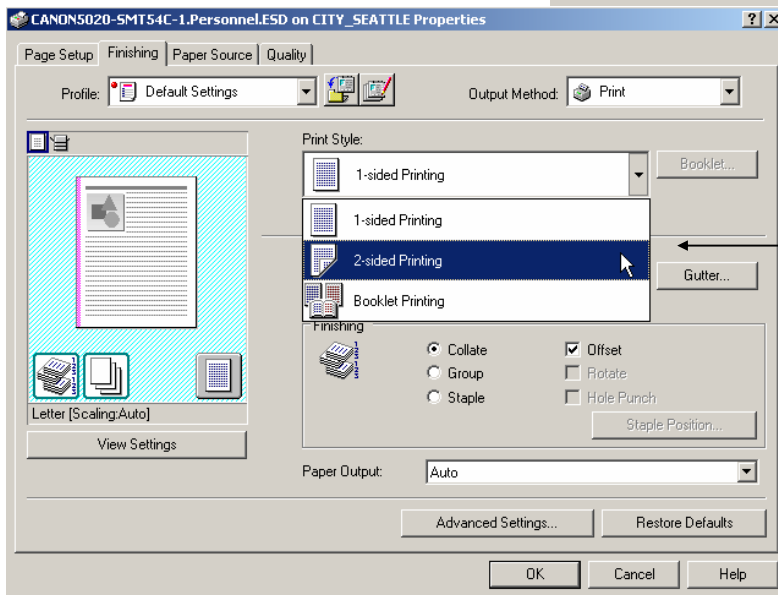 CANON5020-SMT54C-1.Personnel.ESD on CITY_SEATTLE Properties
Page Setup Finishing Paper Source Quality
Profile: Default Settings Output Method: Print
Print Style:
1-sided Printing Booklet...
1-sided Printing
2-sided Printing
Gutter...
Booklet Printing
Finishing
Collate Offset
Group Rotate
Staple Hole Punch
Staple Position...
Letter [Scaling:Auto]
View Settings
Paper Output: Auto
Advanced Settings... Restore Defaults
OK Cancel Help